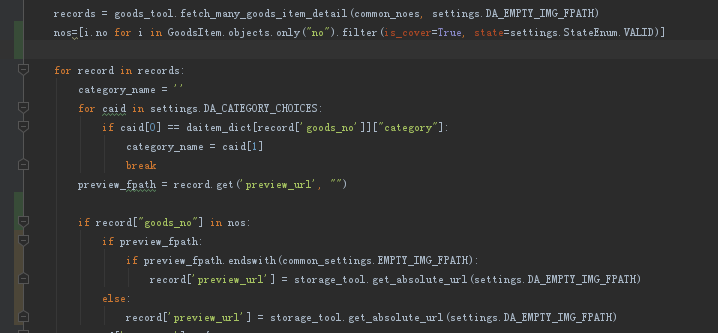 records = goods_tool.fetch_many_goods_item_detail(common_noes, settings.DA_EMPTY_IMG_FPATH)
nos=[i.no for i in GoodsItem.objects.only("no").filter(is_cover=True, state=settings.StateEnum.VALID)]
for record in records:
category_name = ''
for caid in settings.DA_CATEGORY_CHOICES:
if caid[0] == daitem_dict[record['goods_no']]["category"]:
category_name = caid[1]
break
preview_fpath = record.get('preview_url', "")
if record["goods_no"] in nos:
if preview_fpath:
if preview_fpath.endswith(common_settings.EMPTY_IMG_FPATH):
record['preview_url'] = storage_tool.get_absolute_url(settings.DA_EMPTY_IMG_FPATH)
else:
record['preview_url'] = storage_tool.get_absolute_url(settings.DA_EMPTY_IMG_FPATH)